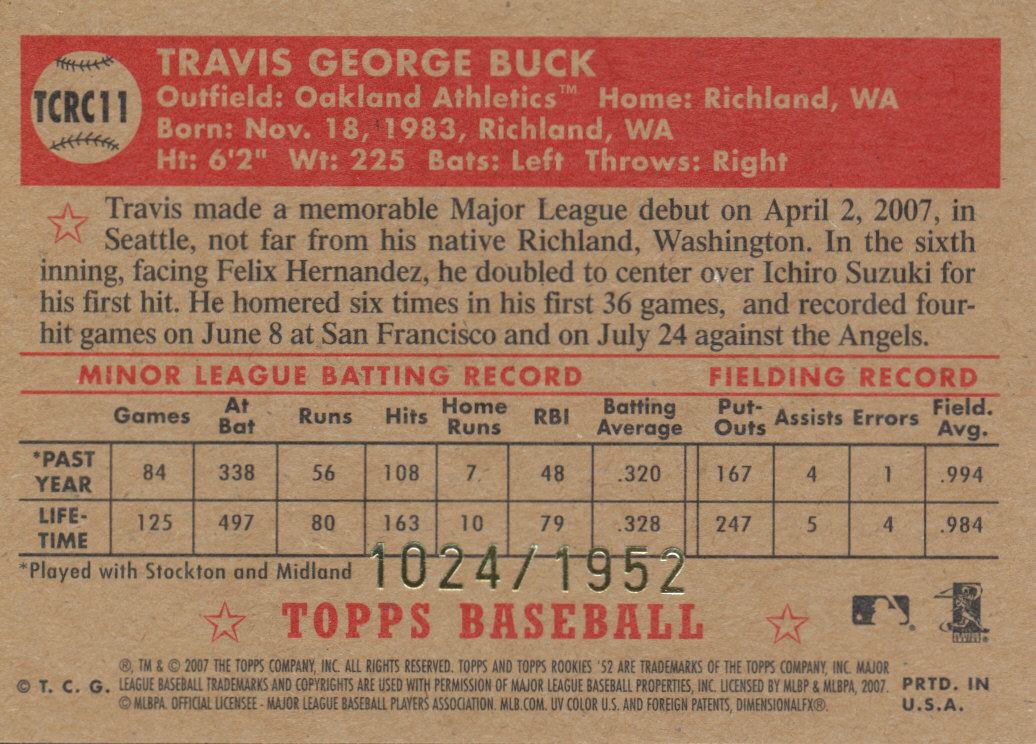 TCRC11
TRAVIS GEORGE BUCK
Outfield: Oakland Athletics™ Home: Richland, WA
Born: Nov. 18, 1983, Richland, WA
Ht: 6'2" Wt: 225 Bats: Left Throws: Right
Travis made a memorable Major League debut on April 2, 2007, in
Seattle, not far from his native Richland, Washington. In the sixth
inning, facing Felix Hernandez, he doubled to center over Ichiro Suzuki for
his first hit. He homered six times in his first 36 games, and recorded four-
hit games on June 8 at San Francisco and on July 24 against the Angels.
MINOR LEAGUE BATTING RECORD FIELDING RECORD
Games At Bat Runs Hits Home Runs RBI Batting Average Put-Outs Assists Errors Field. Avg.
*PAST YEAR 84 338 56 108 7 48 .320 167 4 1 .994
LIFE-TIME 125 497 80 163 10 79 .328 247 5 4 .984
*Played with Stockton and Midland
1024/1952
TOPPS BASEBALL
®, TM & © 2007 THE TOPPS COMPANY, INC. ALL RIGHTS RESERVED. TOPPS AND TOPPS ROOKIES '52 ARE TRADEMARKS OF THE TOPPS COMPANY, INC. MAJOR
© T. C. G. LEAGUE BASEBALL TRADEMARKS AND COPYRIGHTS ARE USED WITH PERMISSION OF MAJOR LEAGUE BASEBALL PROPERTIES, INC. LICENSED BY MLBP & MLBPA, 2007. PRTD. IN
© MLBPA. OFFICIAL LICENSEE - MAJOR LEAGUE BASEBALL PLAYERS ASSOCIATION. MLB.COM. UV COLOR U.S. AND FOREIGN PATENTS, DIMENSIONALFX®. U.S.A.